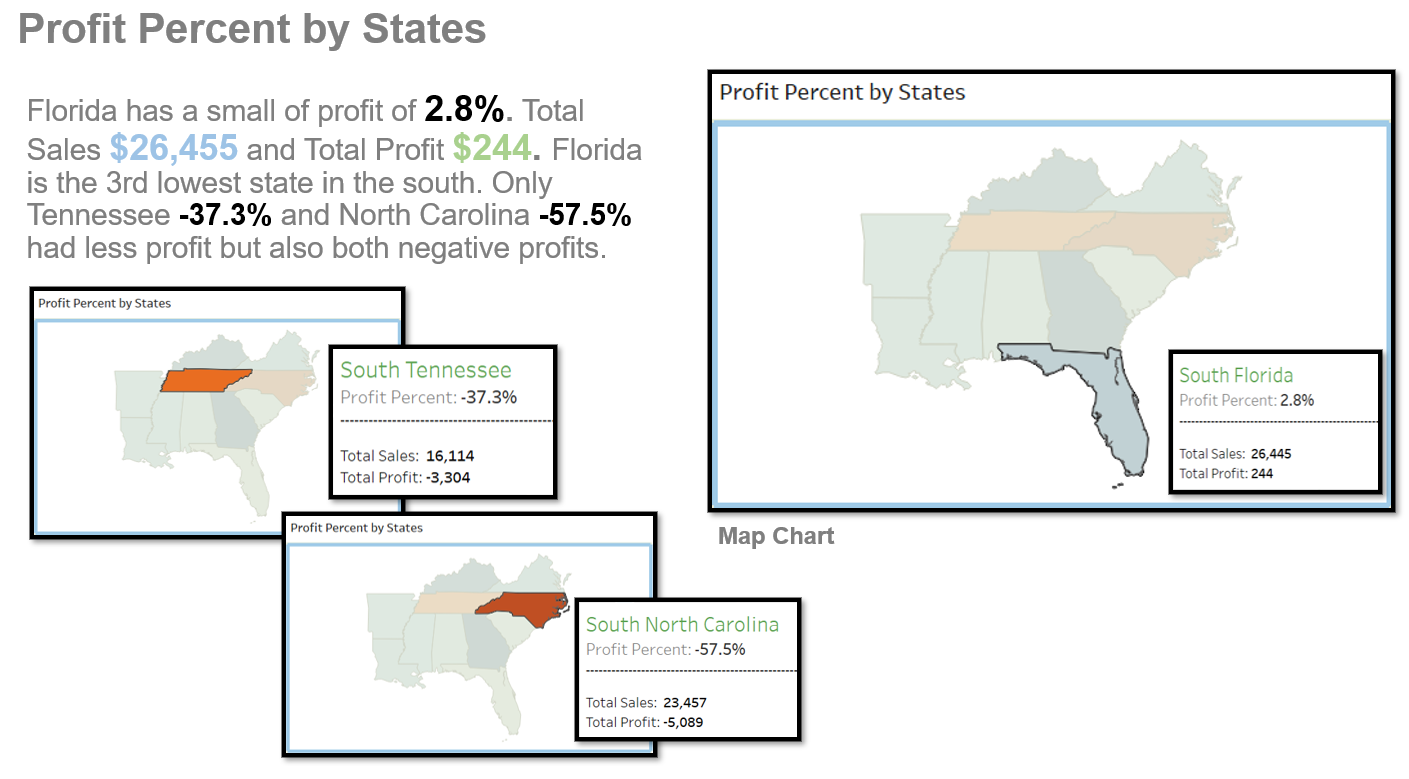 Profit Percent by States
Florida has a small of profit of 2.8%. Total
Sales $26,455 and Total Profit $244. Florida
is the 3rd lowest state in the south. Only
Tennessee -37.3% and North Carolina -57.5%
had less profit but also both negative profits.
Profit Percent by States
South Tennessee
Profit Percent: -37.3%
Total Sales: 16,114
Total Profit: -3,304
Profit Percent by States
South North Carolina
Profit Percent: -57.5%
Total Sales: 23,457
Total Profit: -5,089
Profit Percent by States
South Florida
Profit Percent: 2.8%
Total Sales: 26,445
Total Profit: 244
Map Chart